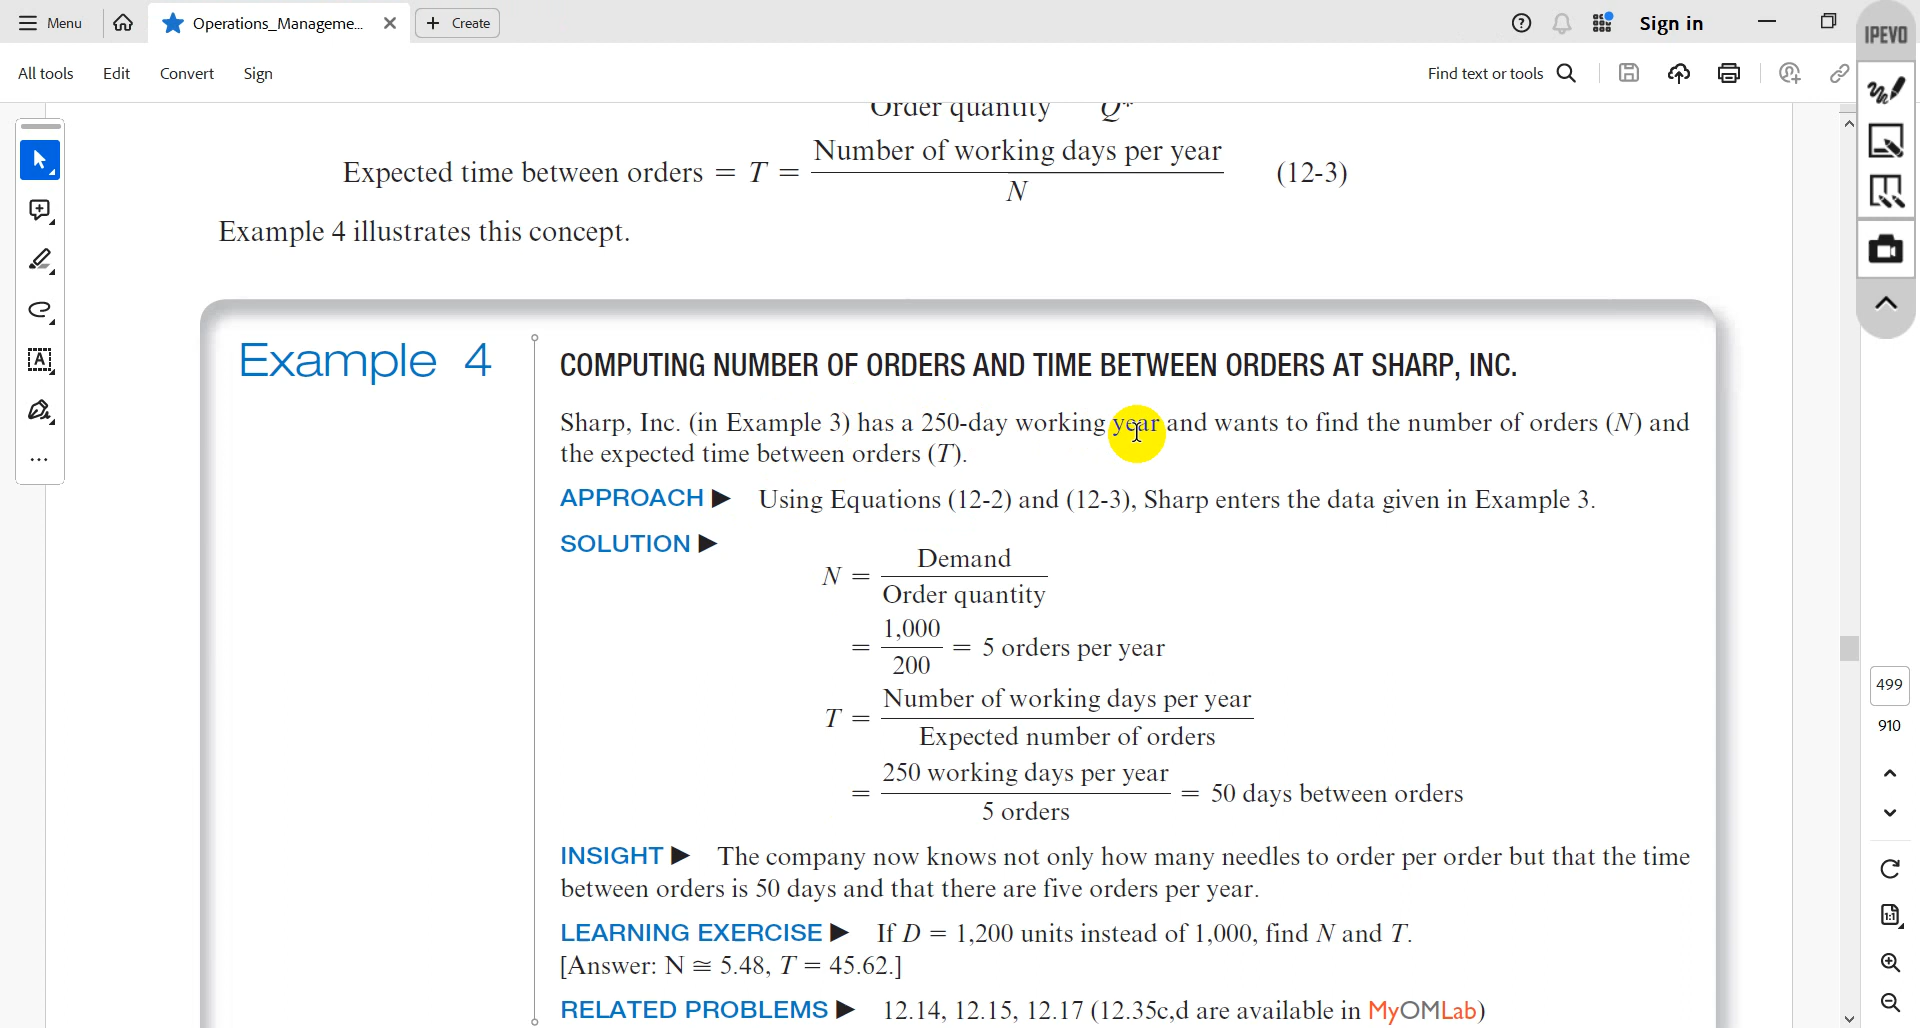 Menu
Operations_Manageme...
Create
Sign in
IPEVO
All tools
Edit
Convert
Sign
Find text or tools
Order quantity Q*
Expected time between orders = T = Number of working days per year / N (12-3)
Example 4 illustrates this concept.
Example 4
COMPUTING NUMBER OF ORDERS AND TIME BETWEEN ORDERS AT SHARP, INC.
Sharp, Inc. (in Example 3) has a 250-day working year and wants to find the number of orders (N) and
the expected time between orders (T).
APPROACH ▶ Using Equations (12-2) and (12-3), Sharp enters the data given in Example 3.
SOLUTION ▶
N = Demand / Order quantity
= 1,000 / 200 = 5 orders per year
T = Number of working days per year / Expected number of orders
= 250 working days per year / 5 orders = 50 days between orders
INSIGHT ▶ The company now knows not only how many needles to order per order but that the time
between orders is 50 days and that there are five orders per year.
LEARNING EXERCISE ▶ If D = 1,200 units instead of 1,000, find N and T.
[Answer: N ≅ 5.48, T = 45.62.]
RELATED PROBLEMS ▶ 12.14, 12.15, 12.17 (12.35c,d are available in MyOMLab)
499
910